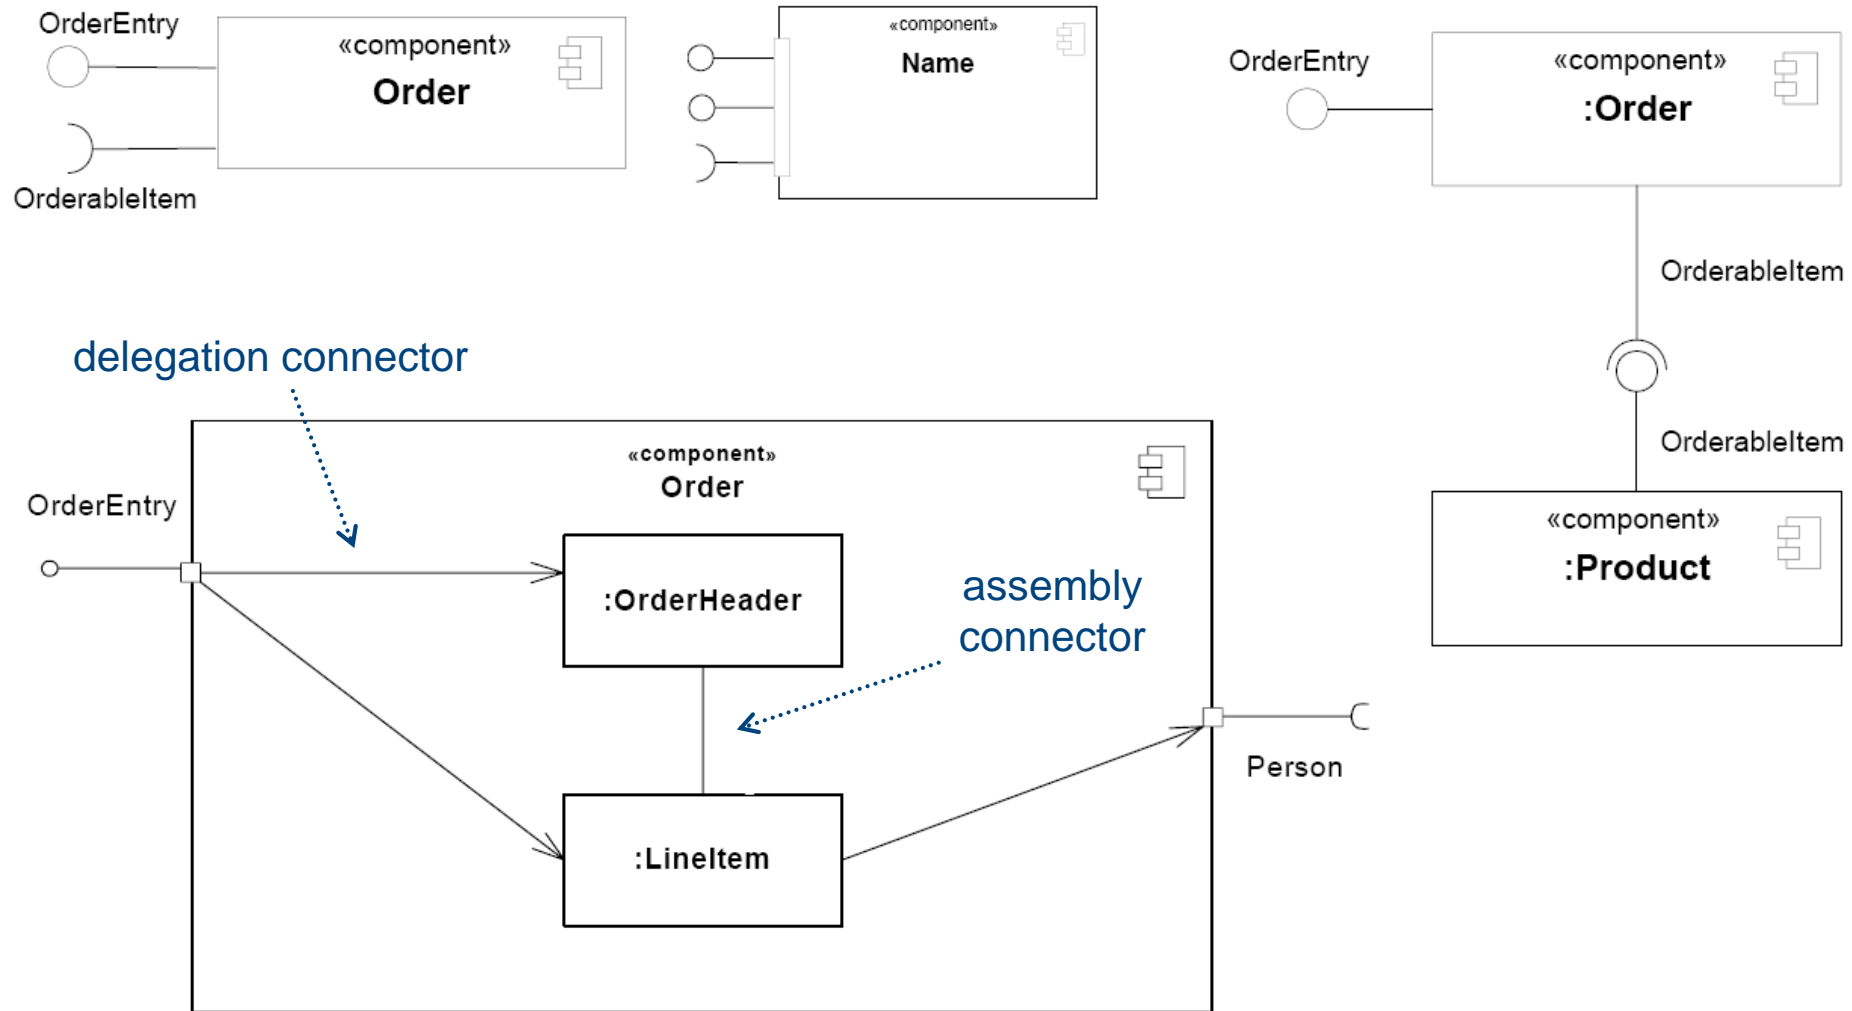 OrderEntry
«component»
Order
OrderableItem
«component»
Name
OrderEntry
«component»
:Order
OrderableItem
OrderableItem
«component»
:Product
delegation connector
«component»
Order
OrderEntry
:OrderHeader
assembly
connector
Person
:LineItem